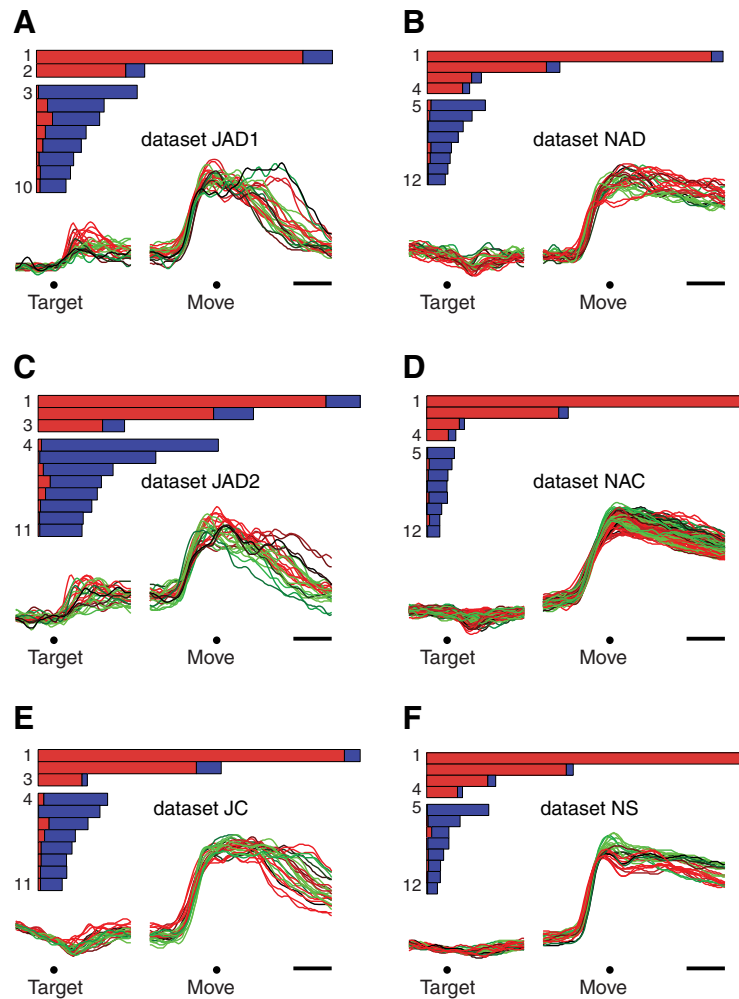 A
1
2
3
10
dataset JAD1
Target
Move
B
1
4
5
12
dataset NAD
Target
Move
C
1
3
4
11
dataset JAD2
Target
Move
D
1
4
5
12
dataset NAC
Target
Move
E
1
3
4
11
dataset JC
Target
Move
F
1
4
5
12
dataset NS
Target
Move